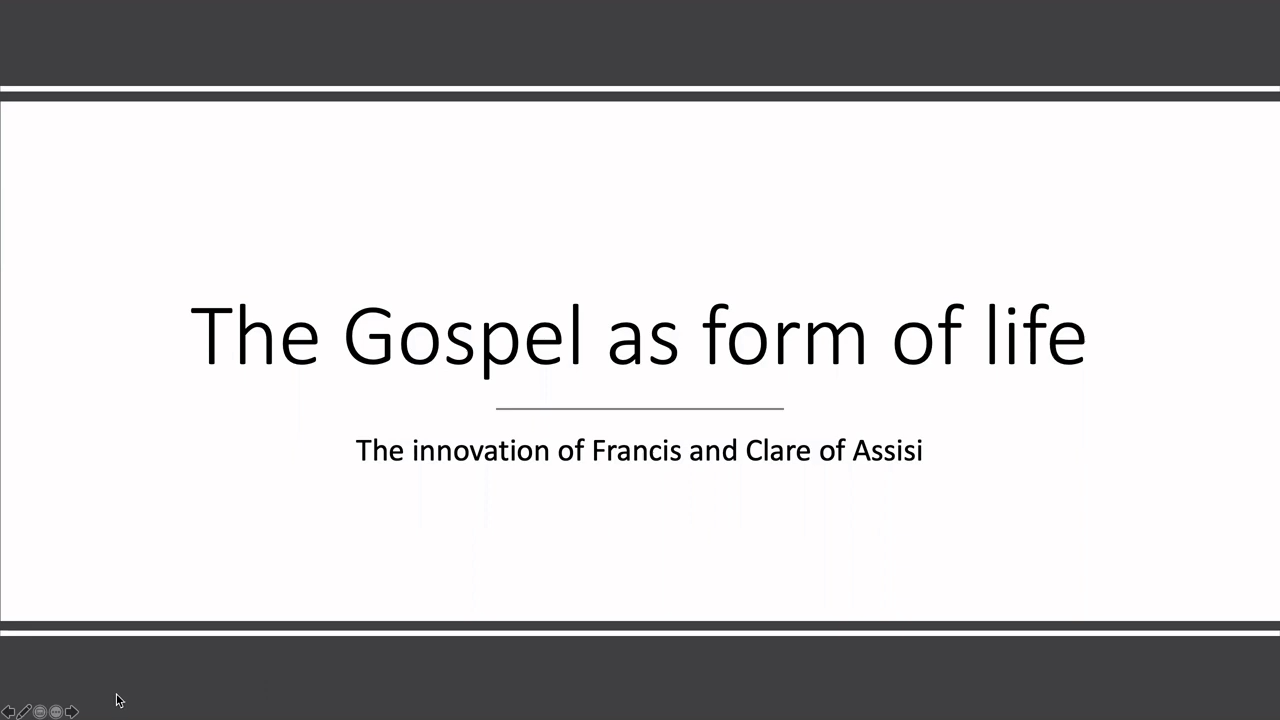 The Gospel as form of life
The innovation of Francis and Clare of Assisi